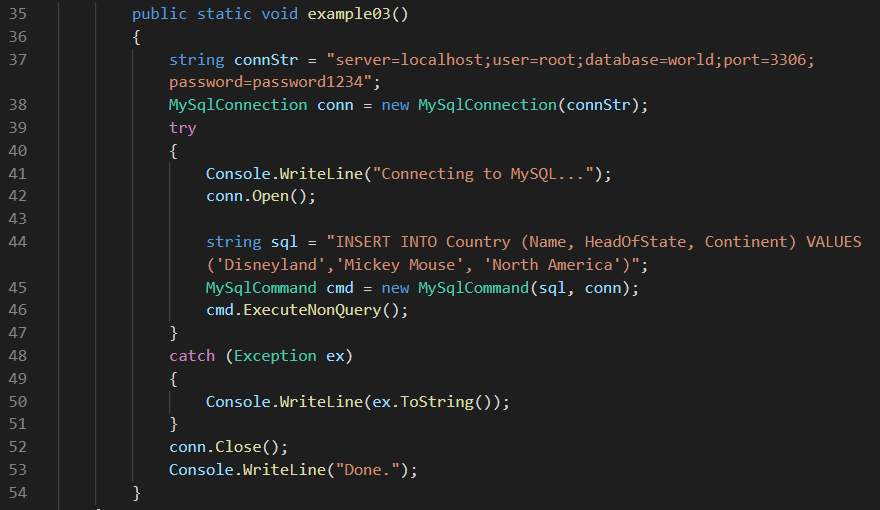 35 public static void example03()
36 {
37 string connStr = "server=localhost;user=root;database=world;port=3306;
password=password1234";
38 MySqlConnection conn = new MySqlConnection(connStr);
39 try
40 {
41 Console.WriteLine("Connecting to MySQL...");
42 conn.Open();
43
44 string sql = "INSERT INTO Country (Name, HeadOfState, Continent) VALUES
('Disneyland','Mickey Mouse', 'North America')";
45 MySqlCommand cmd = new MySqlCommand(sql, conn);
46 cmd.ExecuteNonQuery();
47 }
48 catch (Exception ex)
49 {
50 Console.WriteLine(ex.ToString());
51 }
52 conn.Close();
53 Console.WriteLine("Done.");
54 }